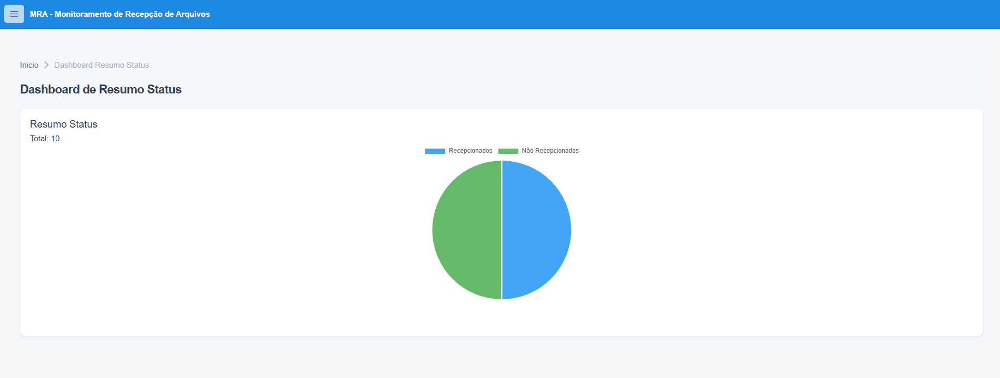 MRA - Monitoramento de Recepção de Arquivos
Inicio Dashboard Resumo Status
Dashboard de Resumo Status
Resumo Status
Total: 10
Recepcionados Não Recepcionados